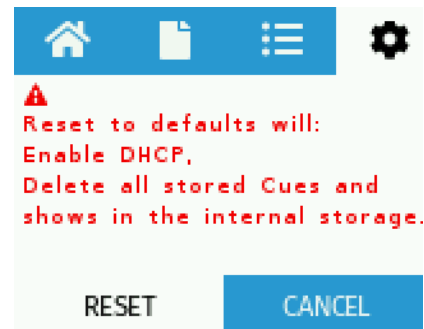 Reset to defaults will:
Enable DHCP,
Delete all stored Cues and
shows in the internal storage.
RESET
CANCEL